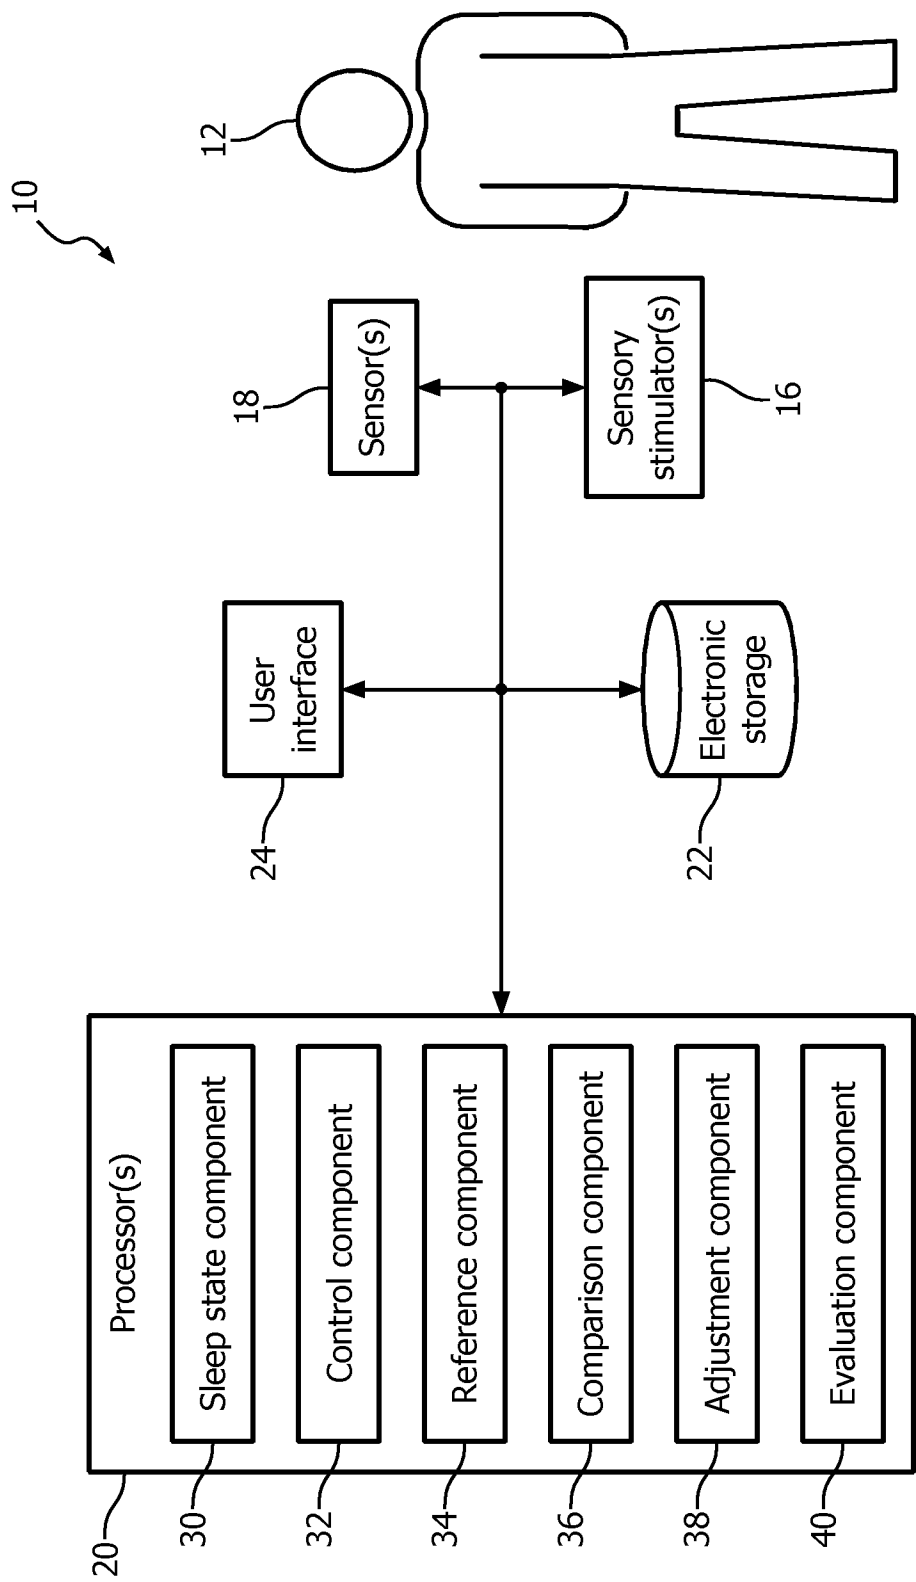 10
20
Processor(s)
30
Sleep state component
32
Control component
34
Reference component
36
Comparison component
38
Adjustment component
40
Evaluation component
24
User
interface
22
Electronic
storage
18
Sensor(s)
16
Sensory
stimulator(s)
12